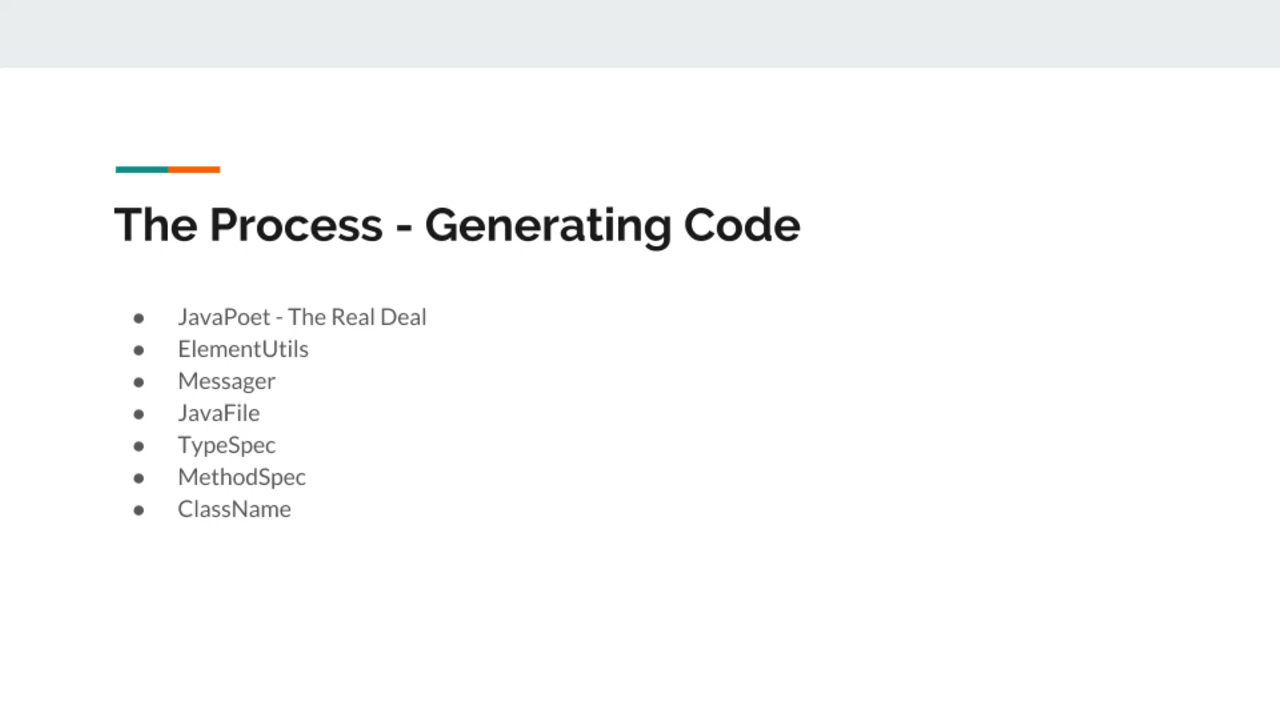 The Process - Generating Code
● JavaPoet - The Real Deal
● ElementUtils
● Messager
● JavaFile
● TypeSpec
● MethodSpec
● ClassName